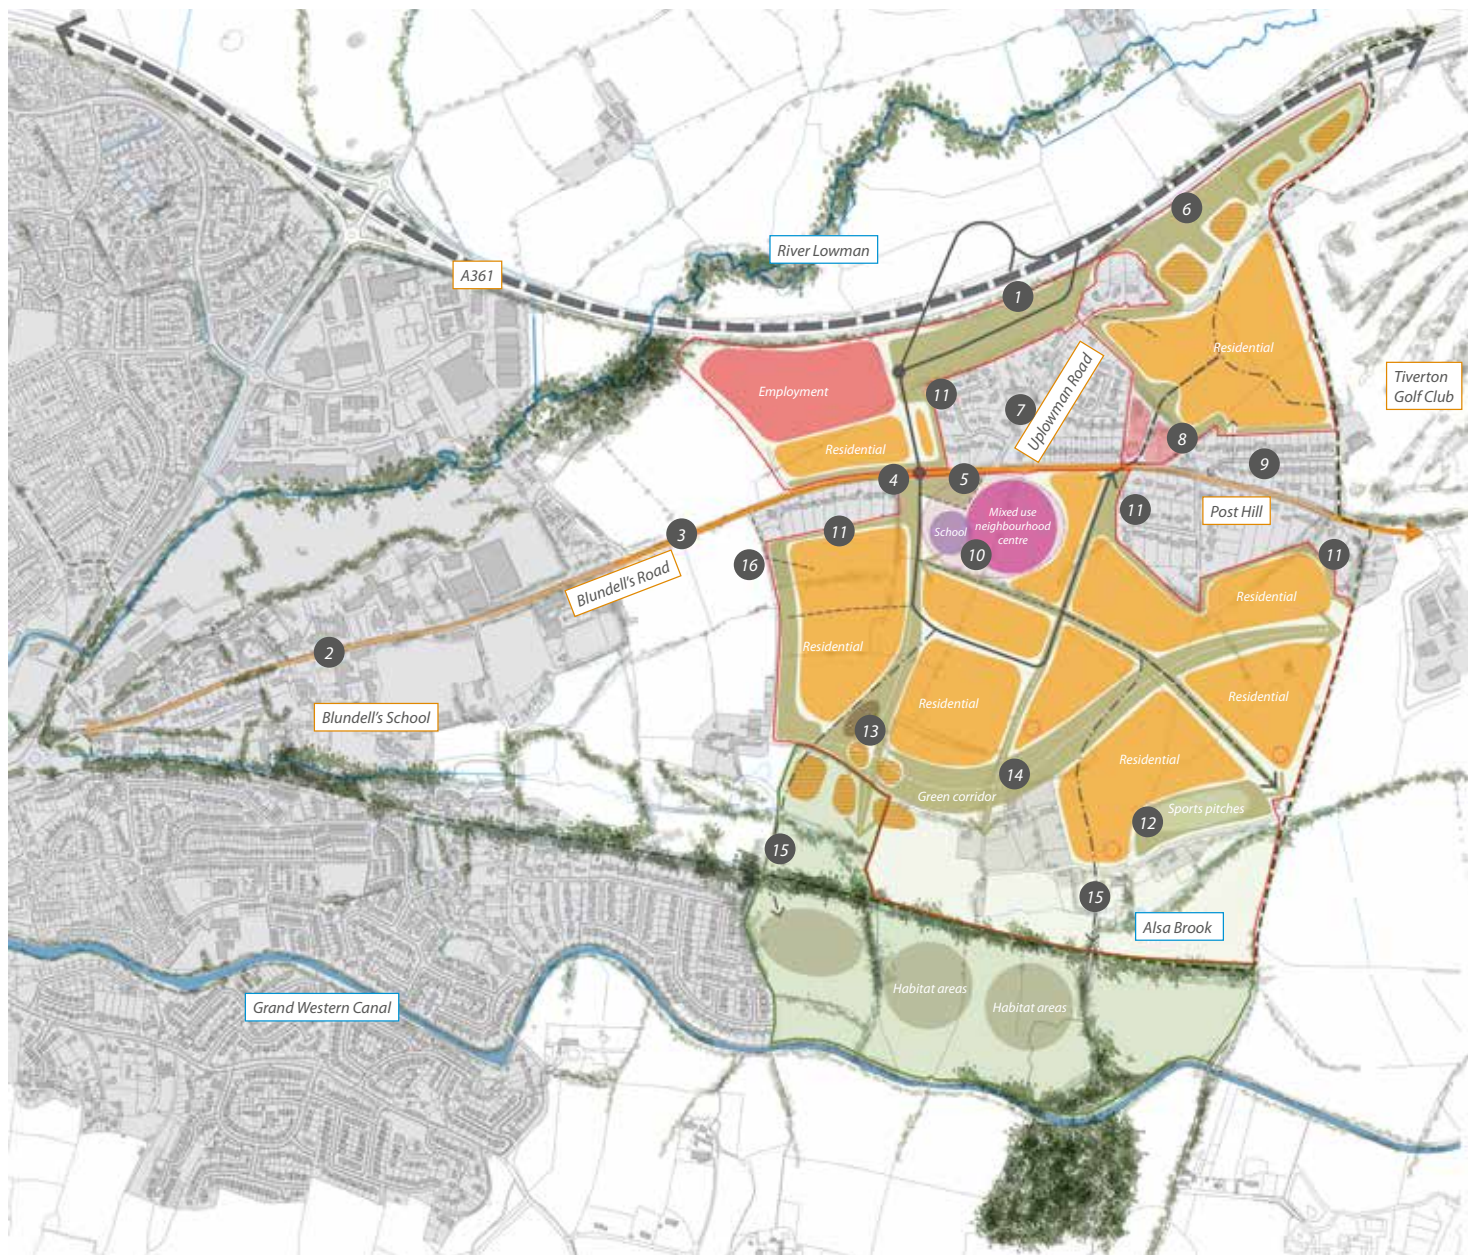 6
River Lowman
A361
1
Residential
Tiverton
Golf Club
Employment
11
7
Uplowman Road
8
Residential
9
4
5
Post Hill
Mixed use
neighbourhood
centre
School
11
3
11
10
11
16
Blundell's Road
Residential
2
Residential
Residential
Residential
Blundell's School
13
Residential
14
Green corridor
Sports pitches
12
15
15
Alsa Brook
Habitat areas
Habitat areas
Grand Western Canal